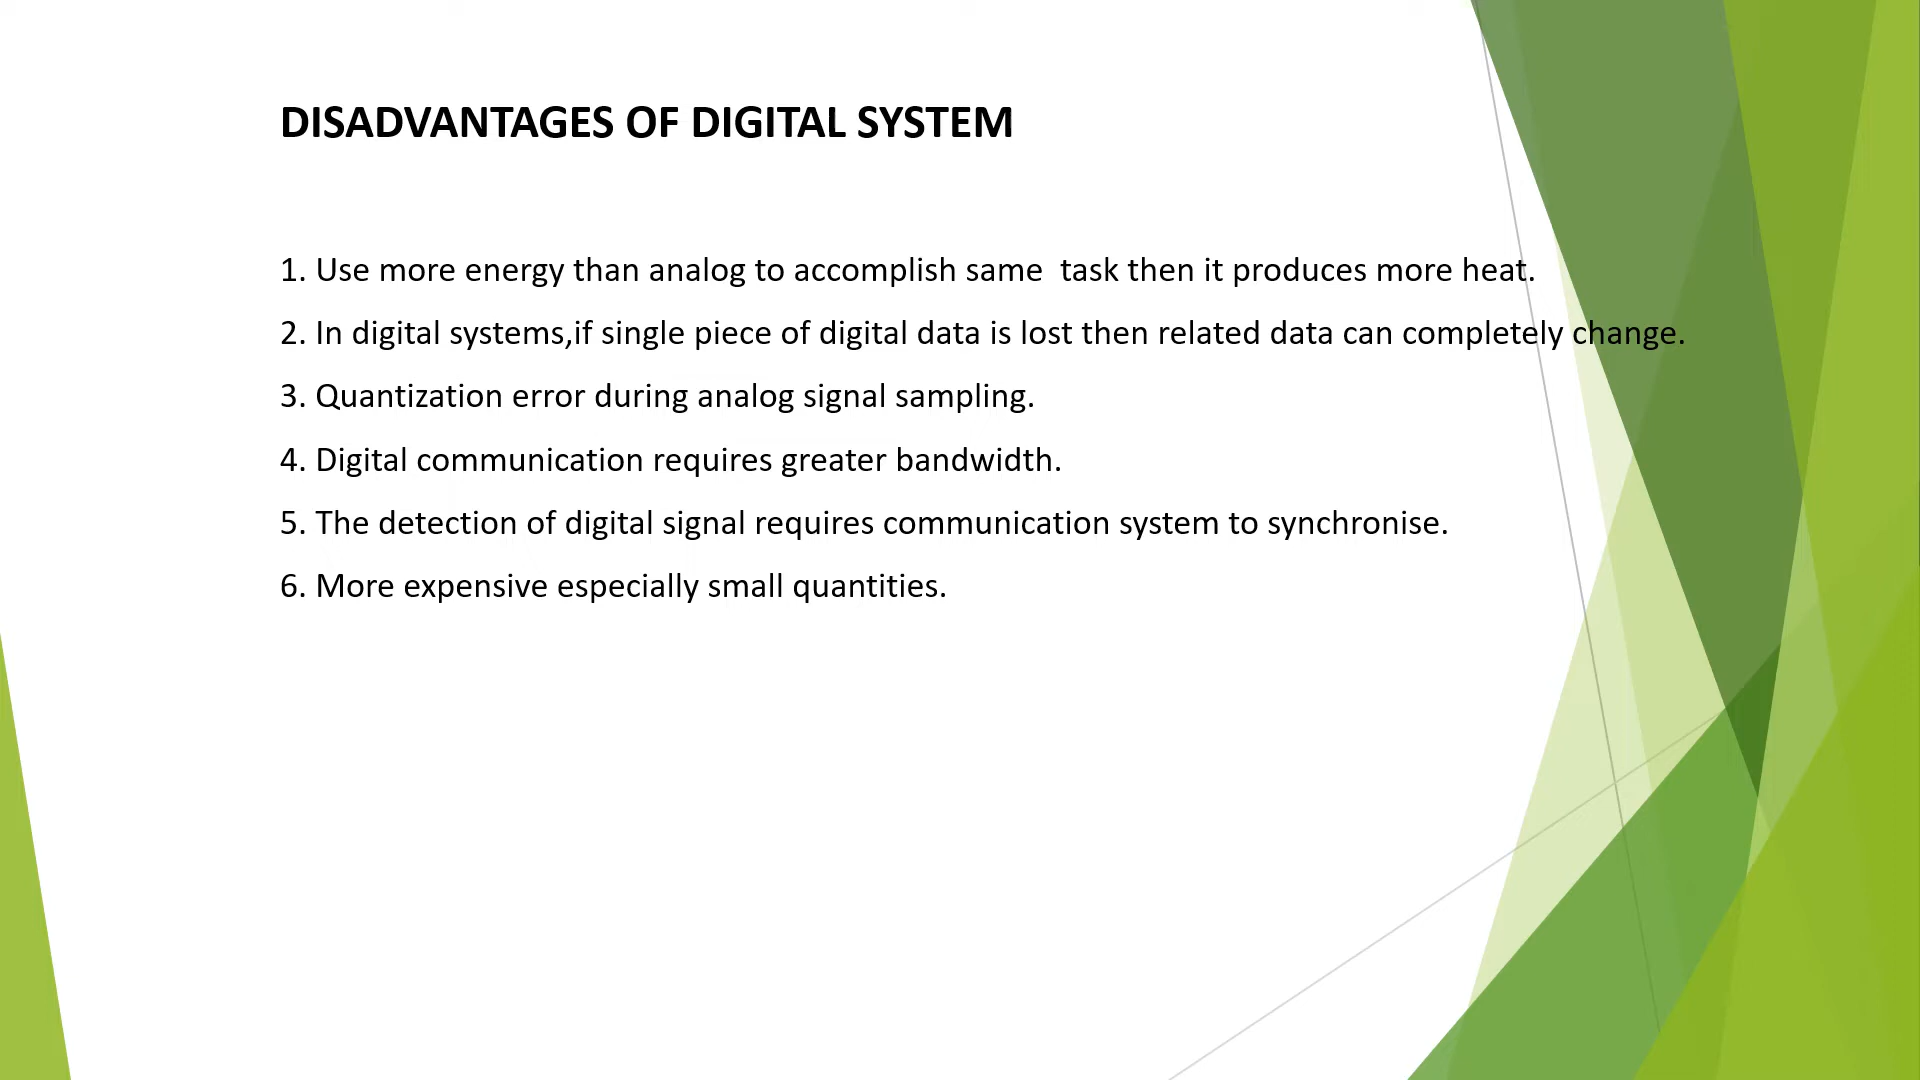 DISADVANTAGES OF DIGITAL SYSTEM
1. Use more energy than analog to accomplish same  task then it produces more heat.
2. In digital systems,if single piece of digital data is lost then related data can completely change.
3. Quantization error during analog signal sampling.
4. Digital communication requires greater bandwidth.
5. The detection of digital signal requires communication system to synchronise.
6. More expensive especially small quantities.